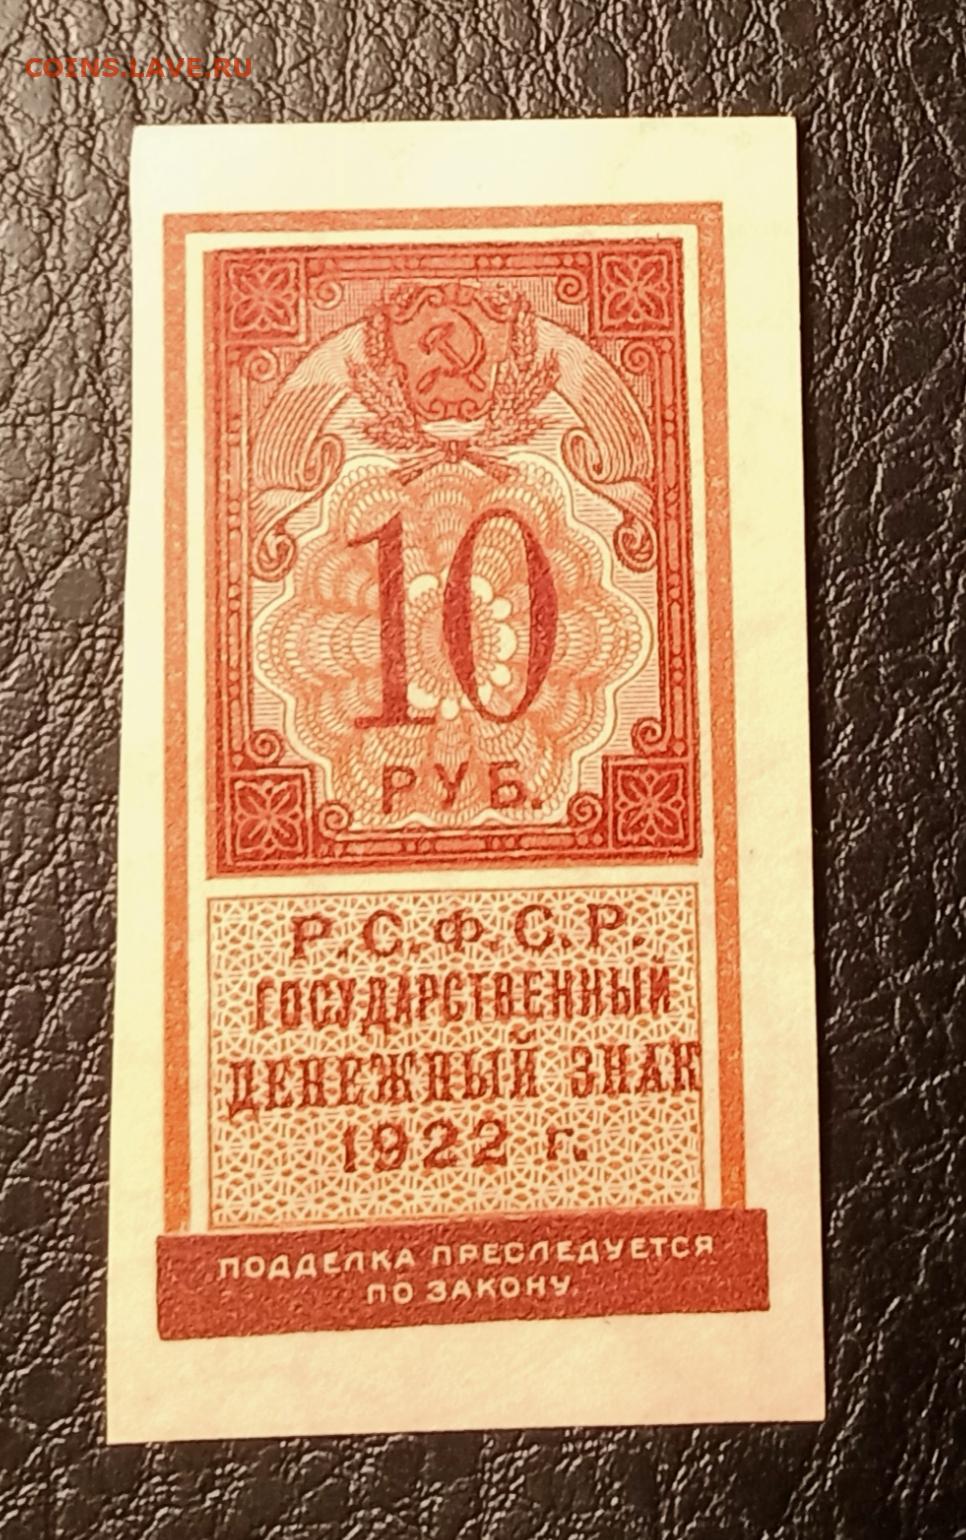 COINS.LAVE.RU
10
РУБ.
Р.С.Ф.С.Р.
ГОСУДАРСТВЕННЫЙ
ДЕНЕЖНЫЙ ЗНАК
1922 г.
ПОДДЕЛКА ПРЕСЛЕДУЕТСЯ
ПО ЗАКОНУ.